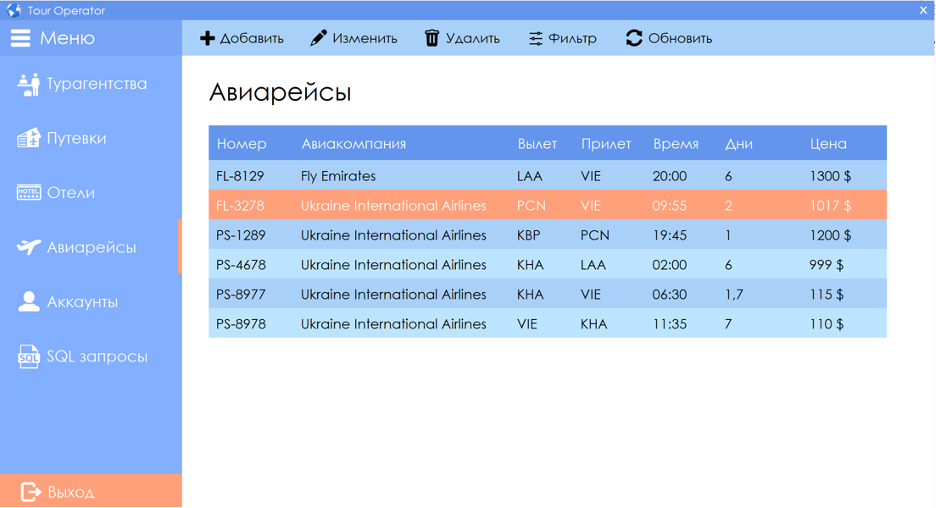 Tour Operator x
Меню
Добавить Изменить Удалить Фильтр Обновить
Турагентства
Путевки
HOTEL Отели
Авиарейсы
Аккаунты
SQL SQL запросы
Выход
Авиарейсы
Номер Авиакомпания Вылет Прилет Время Дни Цена
FL-8129 Fly Emirates LAA VIE 20:00 6 1300 $
FL-3278 Ukraine International Airlines PCN VIE 09:55 2 1017 $
PS-1289 Ukraine International Airlines KBP PCN 19:45 1 1200 $
PS-4678 Ukraine International Airlines KHA LAA 02:00 6 999 $
PS-8977 Ukraine International Airlines KHA VIE 06:30 1,7 115 $
PS-8978 Ukraine International Airlines VIE KHA 11:35 7 110 $